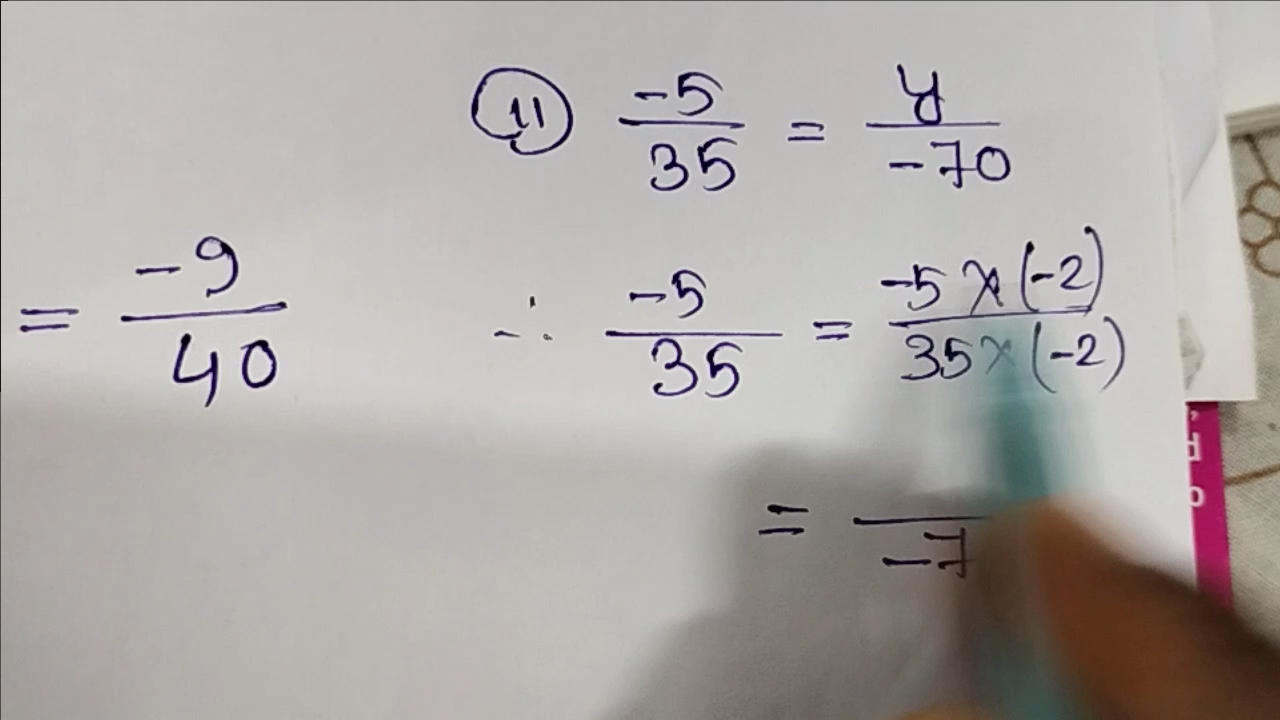 (11) -5/35 = y/-70
= -9/40
∴ -5/35 = -5×(-2)/35×(-2)
= /-7